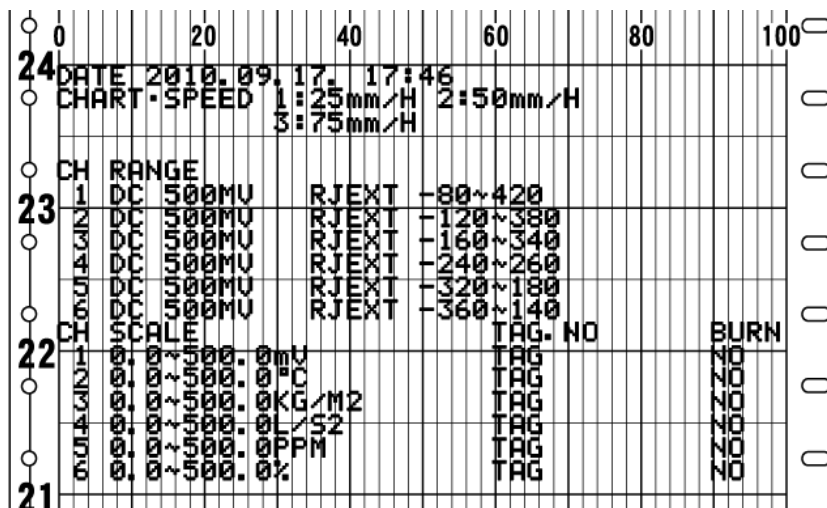 0 20 40 60 80 100
24
DATE 2010.09.17. 17:46
CHART·SPEED 1:25mm/H 2:50mm/H
3:75mm/H
CH RANGE
1 DC 500MV RJEXT -80~420
23
2 DC 500MV RJEXT -120~380
3 DC 500MV RJEXT -160~340
4 DC 500MV RJEXT -240~260
5 DC 500MV RJEXT -320~180
6 DC 500MV RJEXT -360~140
CH SCALE TAG.NO BURN
22
1 0.0~500.0mV TAG NO
2 0.0~500.0°C TAG NO
3 0.0~500.0KG/M2 TAG NO
4 0.0~500.0L/S2 TAG NO
5 0.0~500.0PPM TAG NO
6 0.0~500.0% TAG NO
21